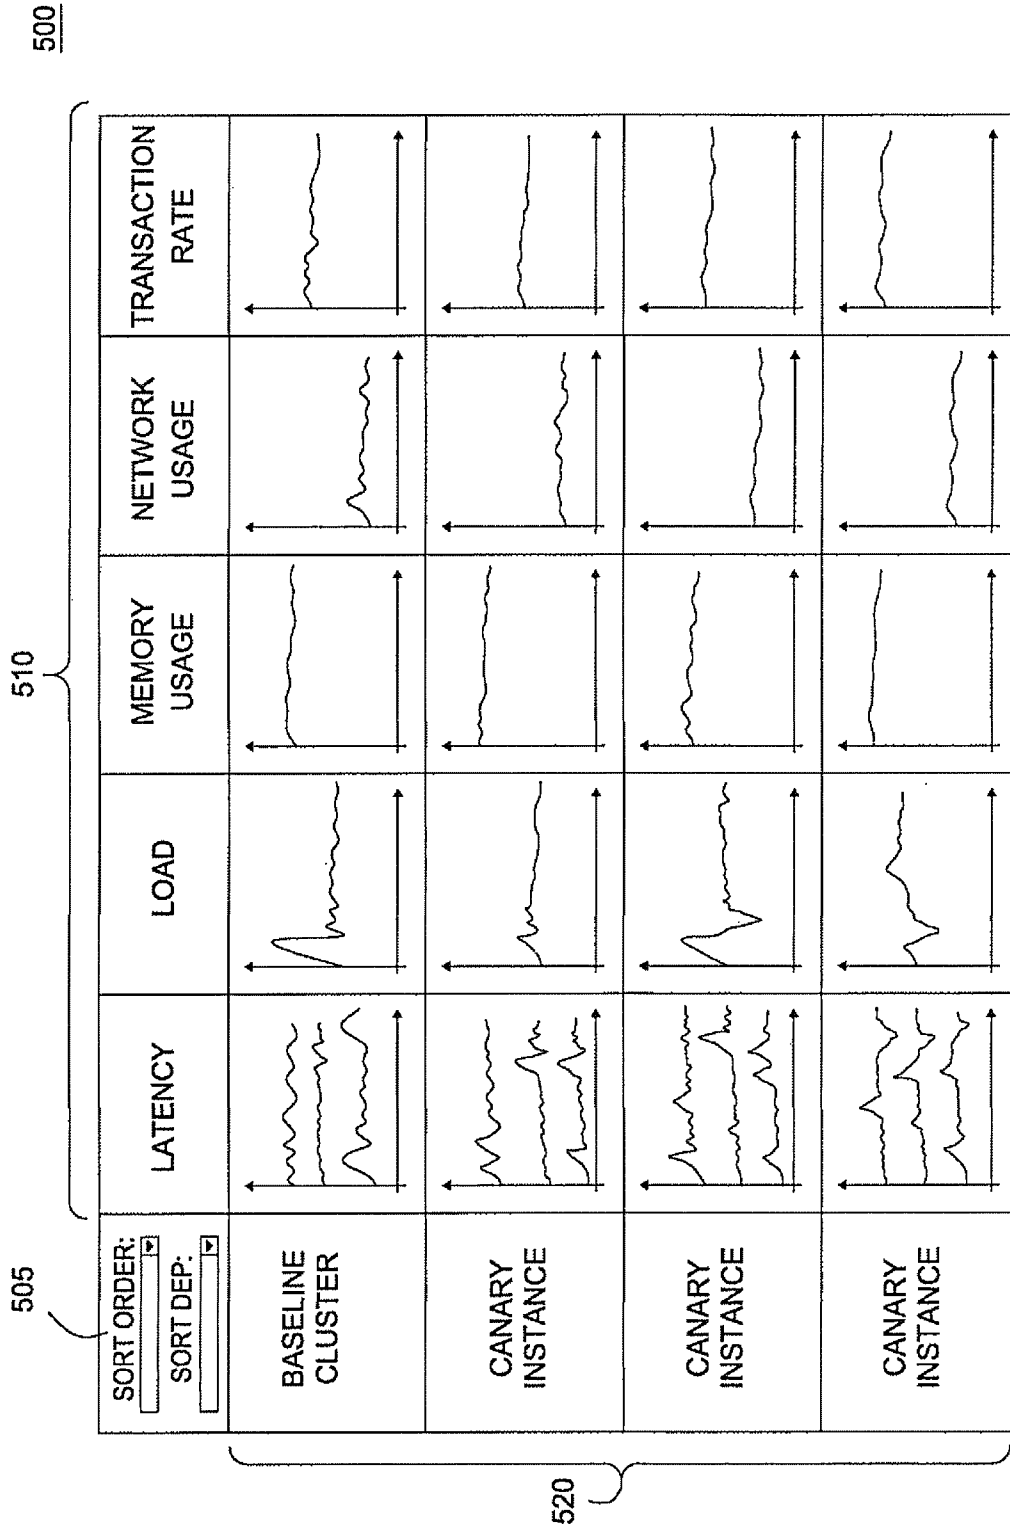 500
510
505
SORT ORDER:
SORT DEP:
LATENCY
LOAD
MEMORY
USAGE
NETWORK
USAGE
TRANSACTION
RATE
BASELINE
CLUSTER
CANARY
INSTANCE
CANARY
INSTANCE
CANARY
INSTANCE
520